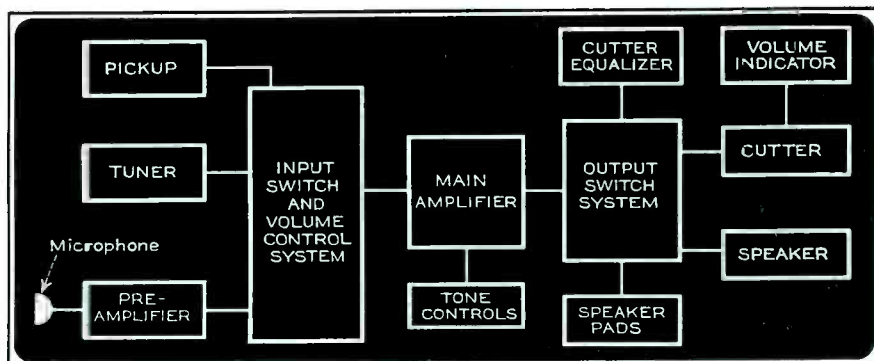 PICKUP
TUNER
Microphone
PRE-
AMPLIFIER
INPUT
SWITCH
AND
VOLUME
CONTROL
SYSTEM
MAIN
AMPLIFIER
TONE
CONTROLS
CUTTER
EQUALIZER
OUTPUT
SWITCH
SYSTEM
SPEAKER
PADS
VOLUME
INDICATOR
CUTTER
SPEAKER